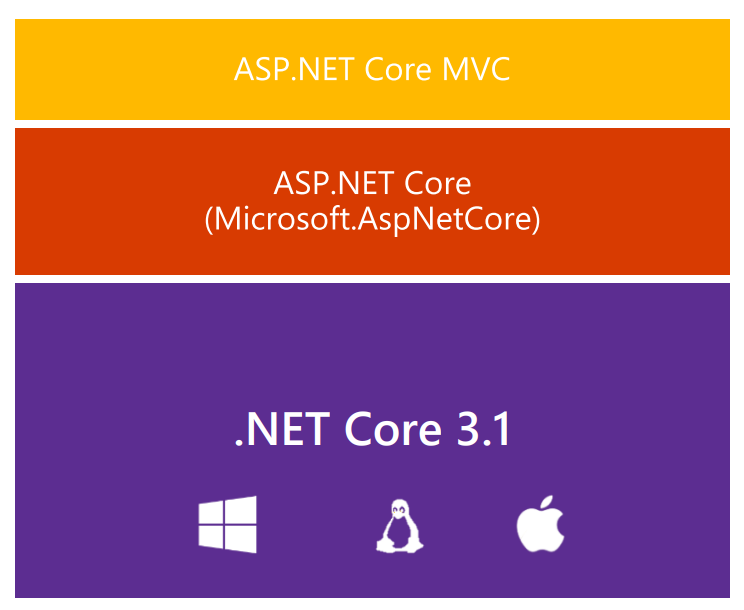 ASP.NET Core MVC
ASP.NET Core
(Microsoft.AspNetCore)
.NET Core 3.1